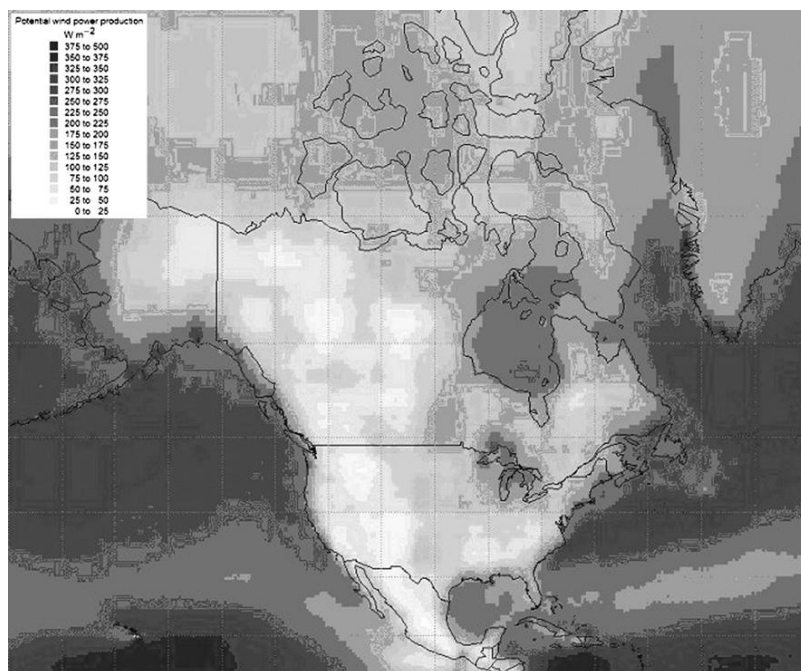 Potential wind power production
W m⁻²
375 to 500
350 to 375
325 to 350
300 to 325
275 to 300
250 to 275
225 to 250
200 to 225
175 to 200
150 to 175
125 to 150
100 to 125
75 to 100
50 to 75
25 to 50
0 to 25